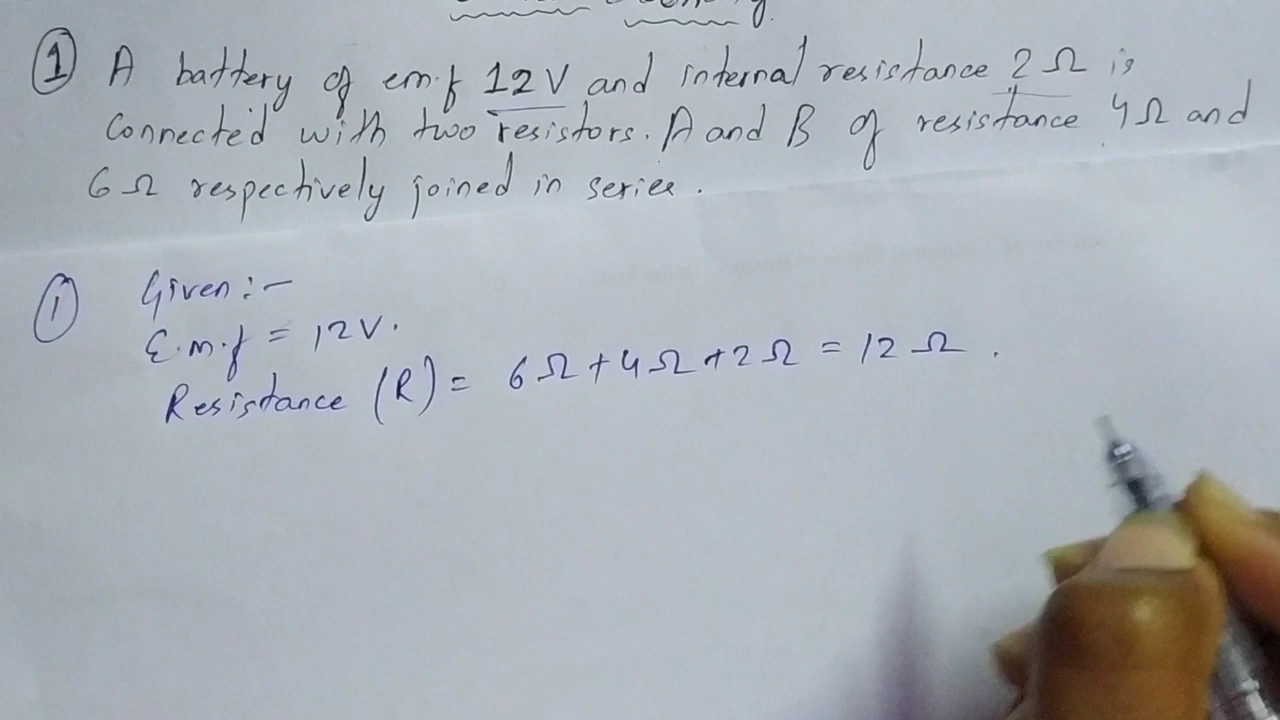 ① A battery of em.f 12V and internal resistance 2Ω is
Connected with two resistors. A and B of resistance 4Ω and
6Ω respectively joined in series.
① Given:-
E.m.f = 12V.
Resistance (R) = 6Ω+4Ω+2Ω = 12Ω.